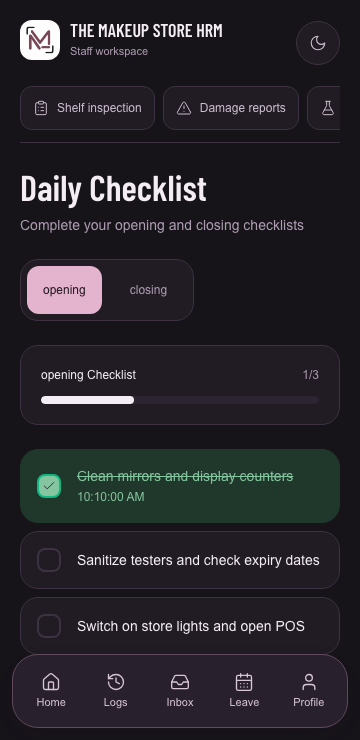 THE MAKEUP STORE HRM
Staff workspace
Shelf inspection
Damage reports
Daily Checklist
Complete your opening and closing checklists
opening
closing
opening Checklist
1/3
Clean mirrors and display counters
10:10:00 AM
Sanitize testers and check expiry dates
Switch on store lights and open POS
Home
Logs
Inbox
Leave
Profile